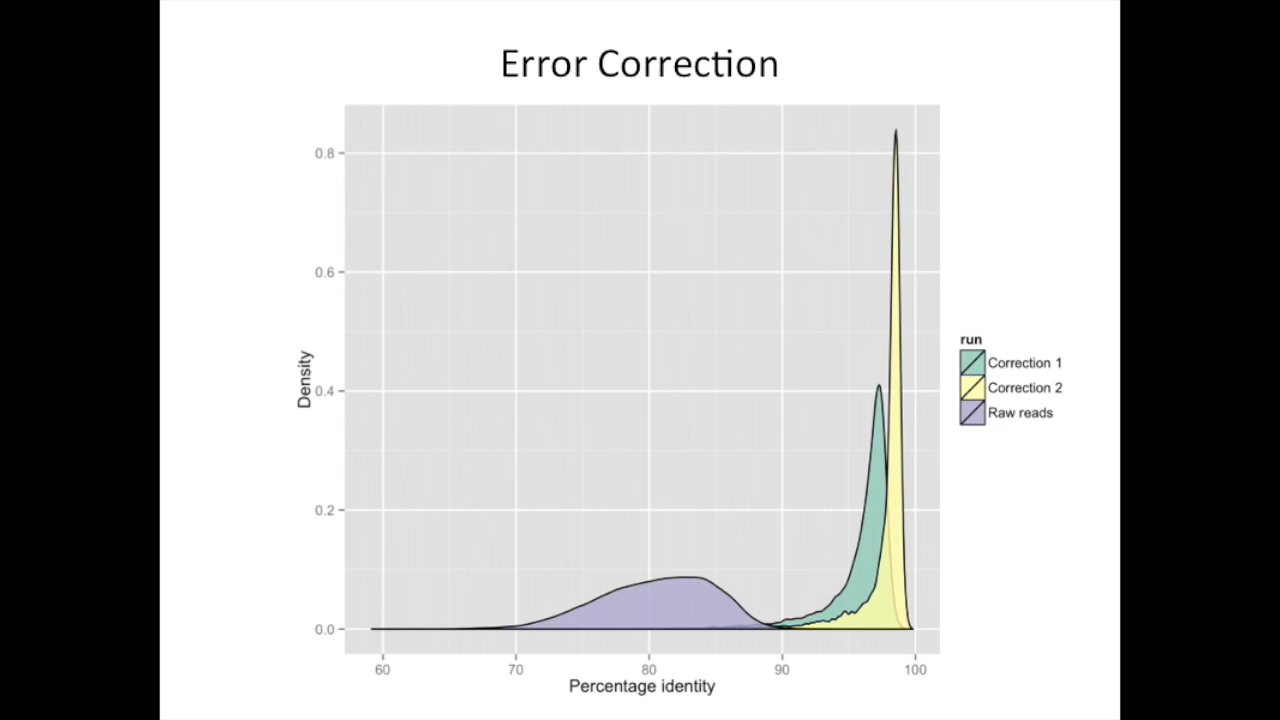 Error Correction
0.8
0.6
0.4
0.2
0.0
Density
60 70 80 90 100
Percentage identity
run
Correction 1
Correction 2
Raw reads